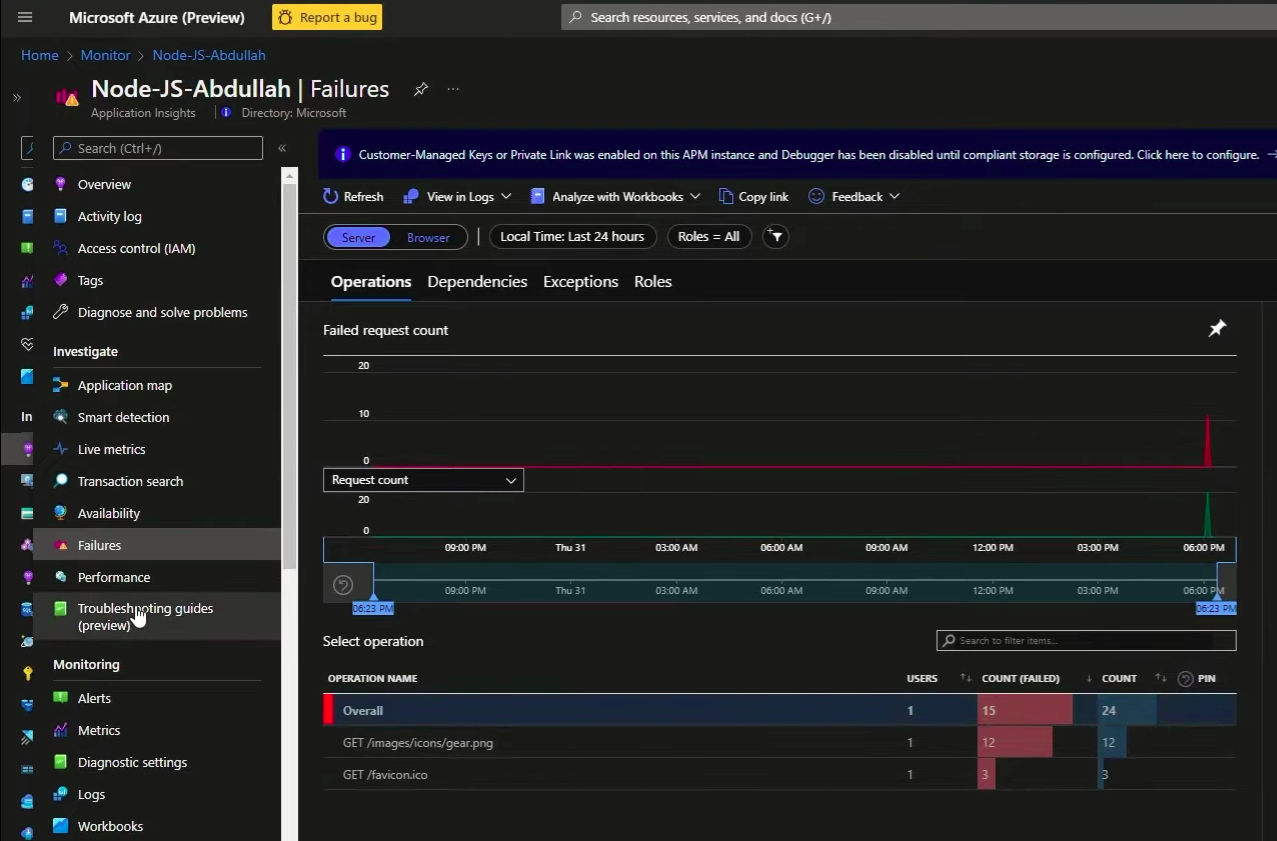 Microsoft Azure (Preview)
Report a bug
Search resources, services, and docs (G+/)
Home > Monitor > Node-JS-Abdullah
Node-JS-Abdullah | Failures
Application Insights
Directory: Microsoft
Search (Ctrl+/)
Overview
Activity log
Access control (IAM)
Tags
Diagnose and solve problems
Investigate
Application map
Smart detection
In
Live metrics
Transaction search
Availability
Failures
Performance
Troubleshooting guides
(preview)
Monitoring
Alerts
Metrics
Diagnostic settings
Logs
Workbooks
Customer-Managed Keys or Private Link was enabled on this APM instance and Debugger has been disabled until compliant storage is configured. Click here to configure. →
Refresh View in Logs Analyze with Workbooks Copy link Feedback
Server Browser | Local Time: Last 24 hours Roles = All
Operations Dependencies Exceptions Roles
Failed request count
20
10
0
Request count
20
0
09:00 PM Thu 31 03:00 AM 06:00 AM 09:00 AM 12:00 PM 03:00 PM 06:00 PM
09:00 PM Thu 31 03:00 AM 06:00 AM 09:00 AM 12:00 PM 03:00 PM 06:00 PM
06:23 PM 06:23 PM
Select operation
Search to filter items...
OPERATION NAME USERS COUNT (FAILED) COUNT PIN
Overall 1 15 24
GET /images/icons/gear.png 1 12 12
GET /favicon.ico 1 3 3